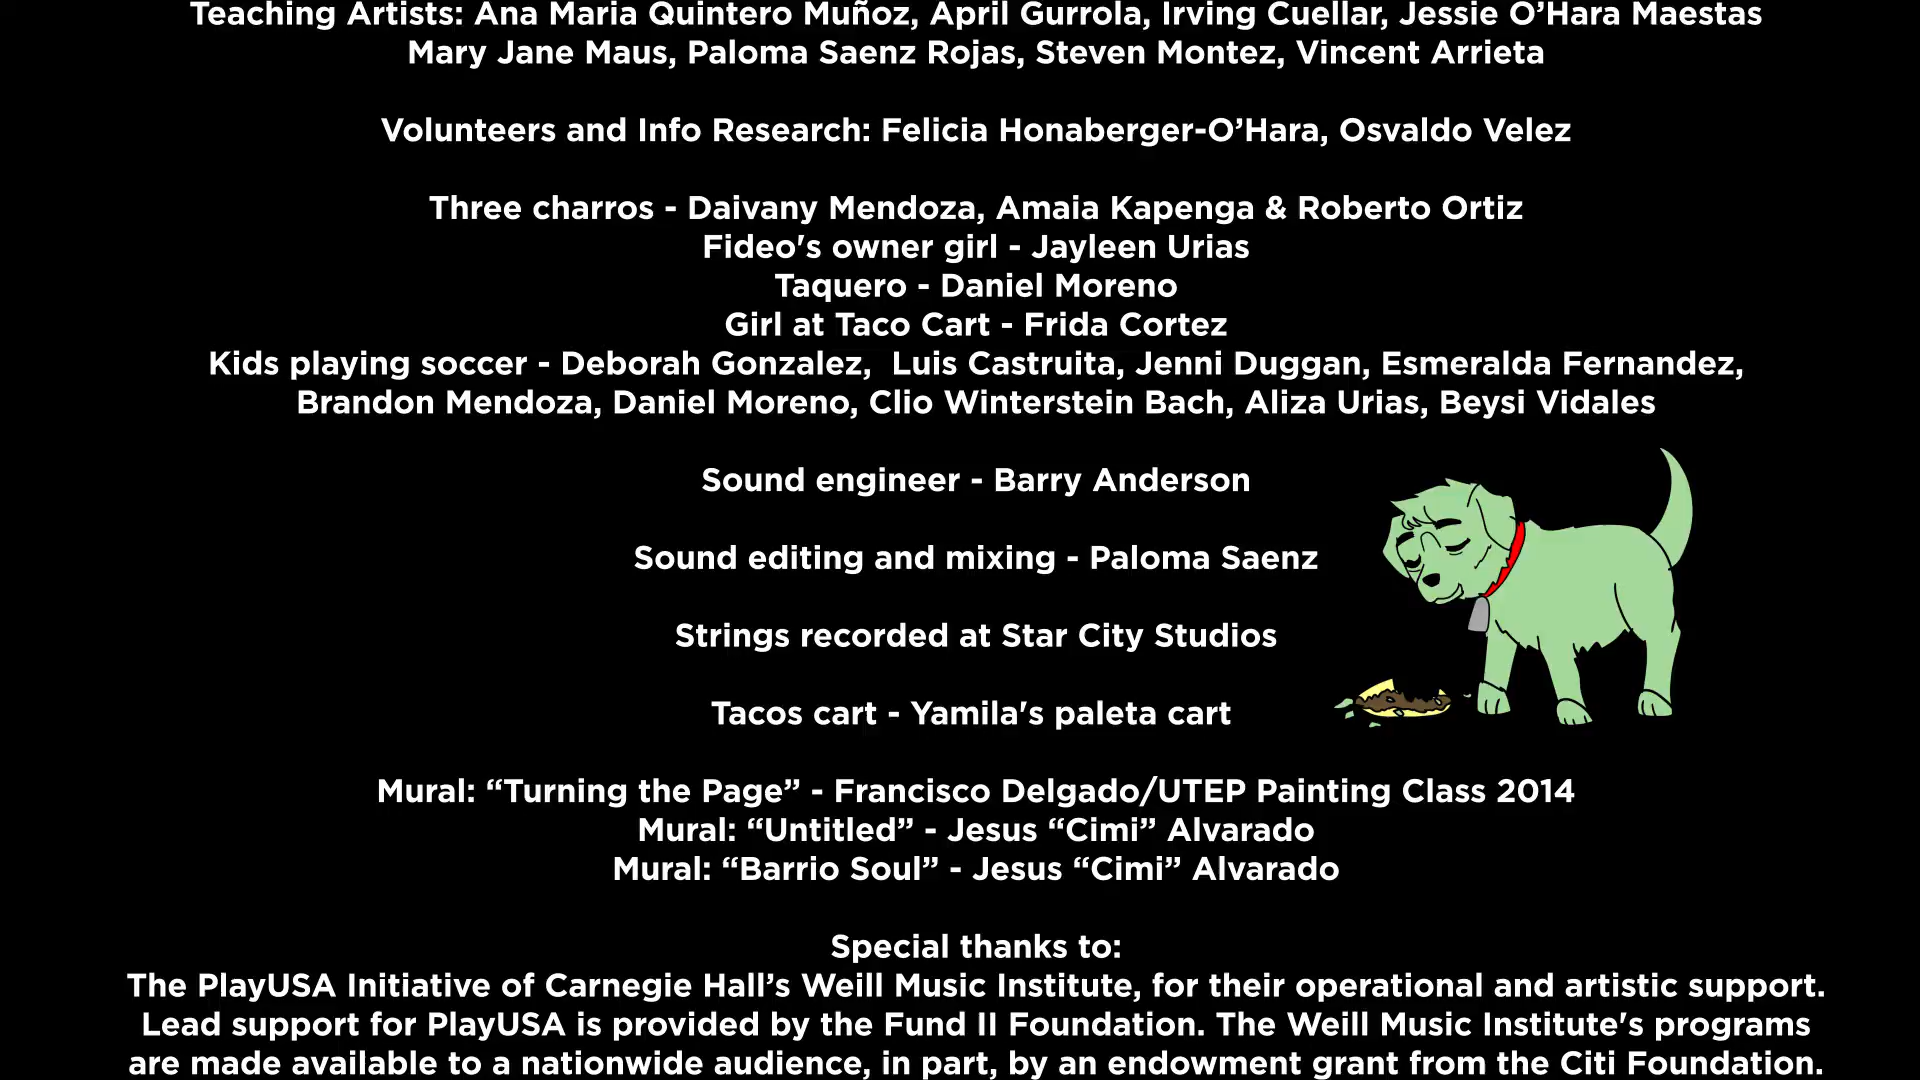 Teaching Artists: Ana Maria Quintero Muñoz, April Gurrola, Irving Cuellar, Jessie O’Hara Maestas
Mary Jane Maus, Paloma Saenz Rojas, Steven Montez, Vincent Arrieta
Volunteers and Info Research: Felicia Honaberger-O’Hara, Osvaldo Velez
Three charros - Daivany Mendoza, Amaia Kapenga & Roberto Ortiz
Fideo's owner girl - Jayleen Urias
Taquero - Daniel Moreno
Girl at Taco Cart - Frida Cortez
Kids playing soccer - Deborah Gonzalez,  Luis Castruita, Jenni Duggan, Esmeralda Fernandez,
Brandon Mendoza, Daniel Moreno, Clio Winterstein Bach, Aliza Urias, Beysi Vidales
Sound engineer - Barry Anderson
Sound editing and mixing - Paloma Saenz
Strings recorded at Star City Studios
Tacos cart - Yamila's paleta cart
Mural: “Turning the Page” - Francisco Delgado/UTEP Painting Class 2014
Mural: “Untitled” - Jesus “Cimi” Alvarado
Mural: “Barrio Soul” - Jesus “Cimi” Alvarado
Special thanks to:
The PlayUSA Initiative of Carnegie Hall’s Weill Music Institute, for their operational and artistic support.
Lead support for PlayUSA is provided by the Fund II Foundation. The Weill Music Institute's programs
are made available to a nationwide audience, in part, by an endowment grant from the Citi Foundation.